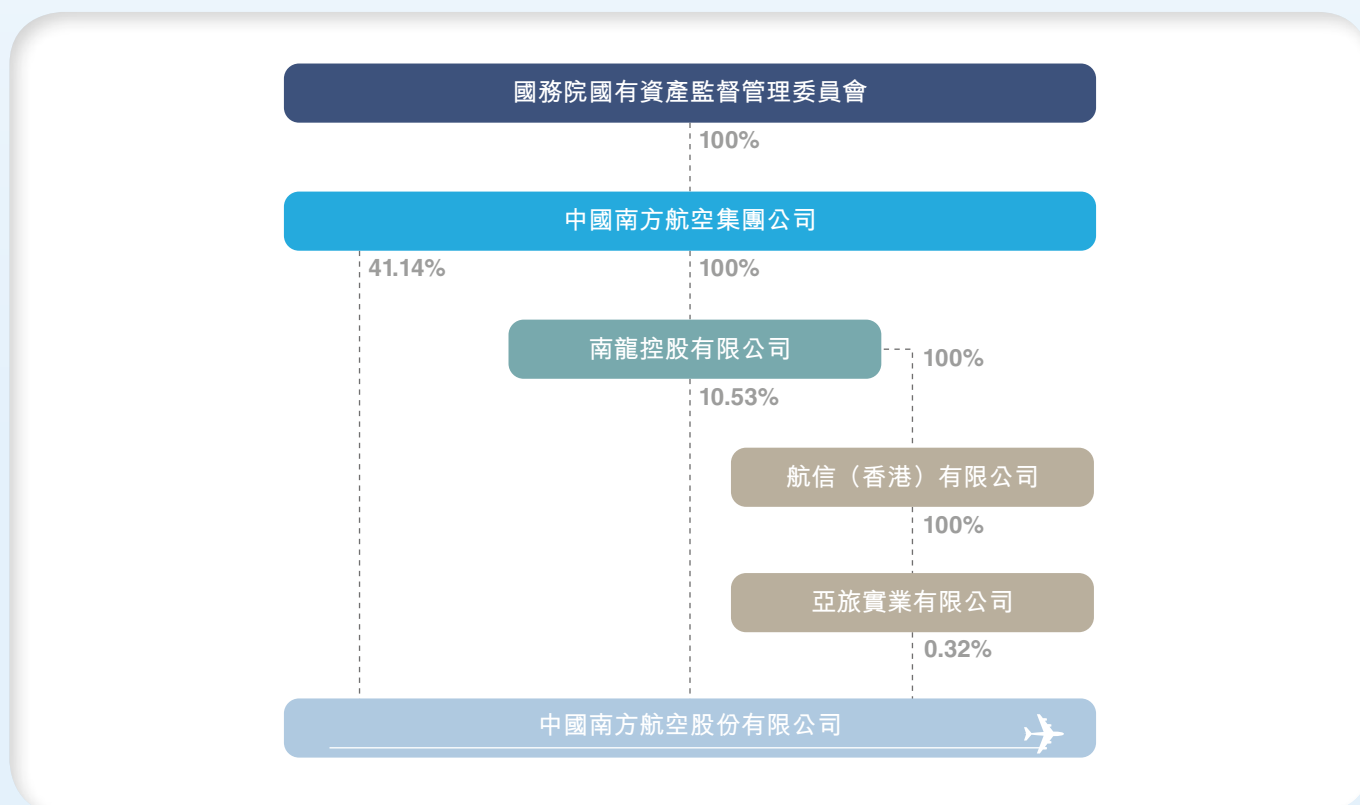 國務院國有資產監督管理委員會
100%
中國南方航空集團公司
41.14%
100%
南龍控股有限公司
100%
10.53%
航信（香港）有限公司
100%
亞旅實業有限公司
0.32%
中國南方航空股份有限公司